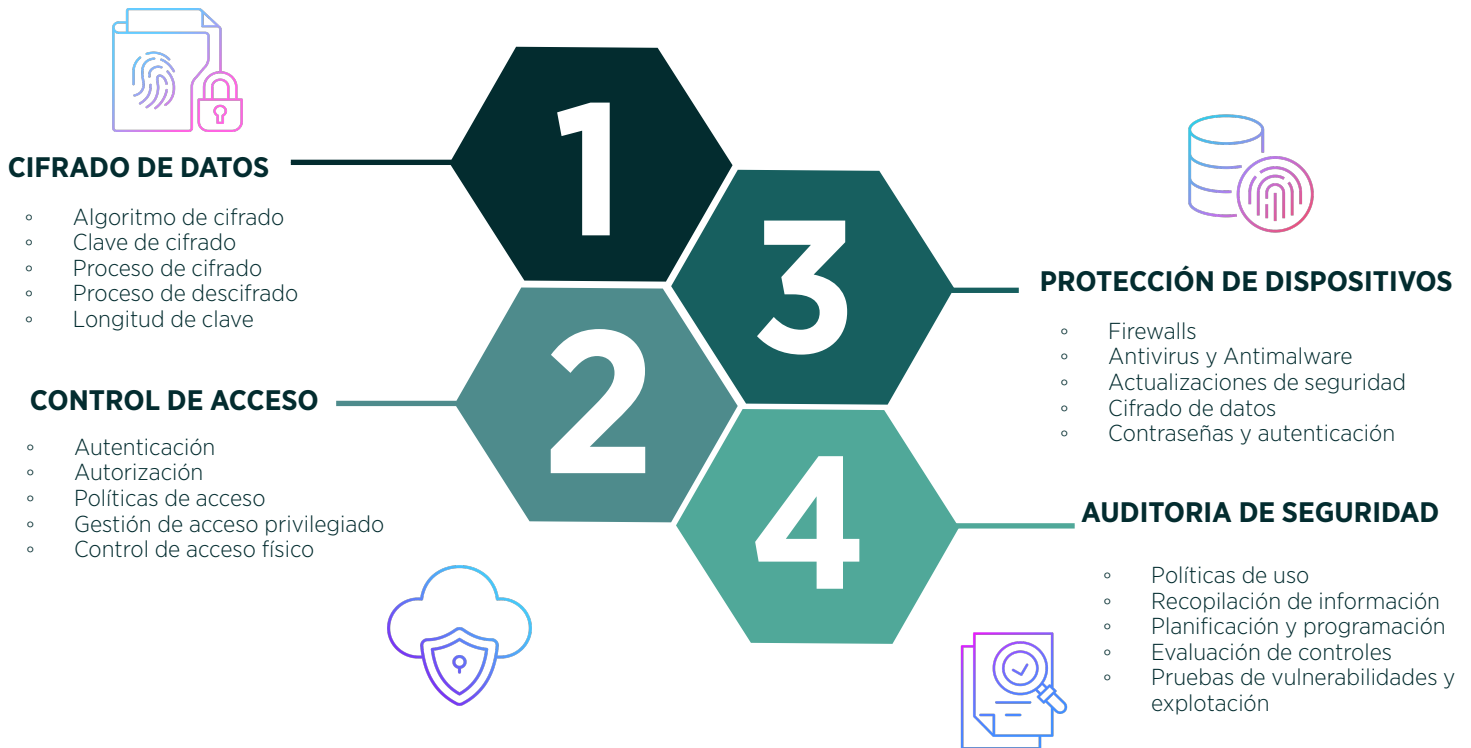 1
CIFRADO DE DATOS
◦ Algoritmo de cifrado
◦ Clave de cifrado
◦ Proceso de cifrado
◦ Proceso de descifrado
◦ Longitud de clave
2
CONTROL DE ACCESO
◦ Autenticación
◦ Autorización
◦ Políticas de acceso
◦ Gestión de acceso privilegiado
◦ Control de acceso físico
3
PROTECCIÓN DE DISPOSITIVOS
◦ Firewalls
◦ Antivirus y Antimalware
◦ Actualizaciones de seguridad
◦ Cifrado de datos
◦ Contraseñas y autenticación
4
AUDITORIA DE SEGURIDAD
◦ Políticas de uso
◦ Recopilación de información
◦ Planificación y programación
◦ Evaluación de controles
◦ Pruebas de vulnerabilidades y
explotación